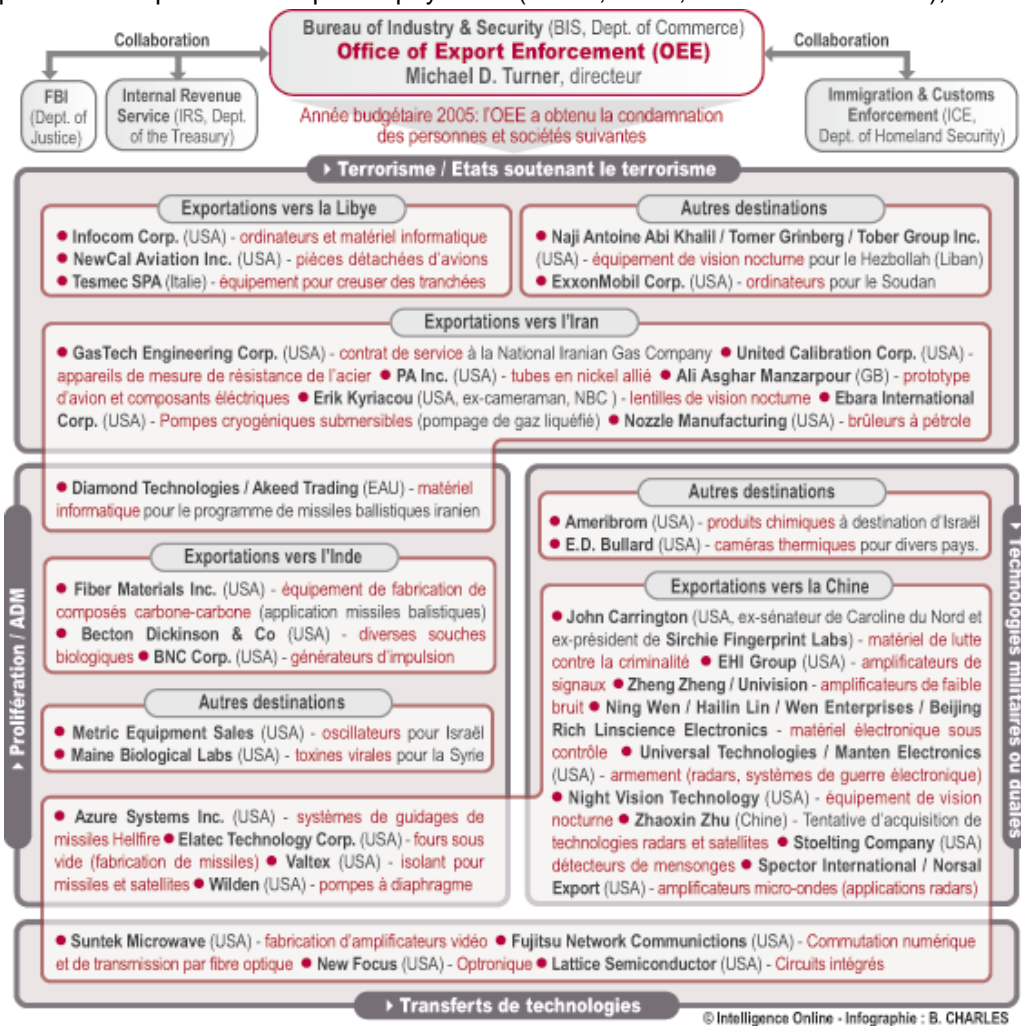 Bureau of Industry & Security (BIS, Dept. of Commerce)
Office of Export Enforcement (OEE)
Michael D. Turner, directeur
Collaboration
Collaboration
FBI
(Dept. of
Justice)
Internal Revenue
Service (IRS, Dept.
of the Treasury)
Immigration & Customs
Enforcement (ICE,
Dept. of Homeland Security)
Année budgétaire 2005: l'OEE a obtenu la condamnation
des personnes et sociétés suivantes
Terrorisme / Etats soutenant le terrorisme
Exportations vers la Libye
● Infocom Corp. (USA) - ordinateurs et matériel informatique
● NewCal Aviation Inc. (USA) - pièces détachées d'avions
● Tesmec SPA (Italie) - équipement pour creuser des tranchées
Autres destinations
● Naji Antoine Abi Khalil / Tomer Grinberg / Tober Group Inc.
(USA) - équipement de vision nocturne pour le Hezbollah (Liban)
● ExxonMobil Corp. (USA) - ordinateurs pour le Soudan
Exportations vers l'Iran
● GasTech Engineering Corp. (USA) - contrat de service à la National Iranian Gas Company ● United Calibration Corp. (USA) -
appareils de mesure de résistance de l'acier ● PA Inc. (USA) - tubes en nickel allié ● Ali Asghar Manzarpour (GB) - prototype
d'avion et composants éléctriques ● Erik Kyriacou (USA, ex-cameraman, NBC ) - lentilles de vision nocturne ● Ebara International
Corp. (USA) - Pompes cryogéniques submersibles (pompage de gaz liquéfié) ● Nozzle Manufacturing (USA) - brûleurs à pétrole
Prolifération / ADM
● Diamond Technologies / Akeed Trading (EAU) - matériel
informatique pour le programme de missiles ballistiques iranien
Exportations vers l'Inde
● Fiber Materials Inc. (USA) - équipement de fabrication de
composés carbone-carbone (application missiles balistiques)
● Becton Dickinson & Co (USA) - diverses souches
biologiques ● BNC Corp. (USA) - générateurs d'impulsion
Autres destinations
● Metric Equipment Sales (USA) - oscillateurs pour Israël
● Maine Biological Labs (USA) - toxines virales pour la Syrie
● Azure Systems Inc. (USA) - systèmes de guidages de
missiles Hellfire ● Elatec Technology Corp. (USA) - fours sous
vide (fabrication de missiles) ● Valtex (USA) - isolant pour
missiles et satellites ● Wilden (USA) - pompes à diaphragme
Technologies militaires ou duales
Autres destinations
● Ameribrom (USA) - produits chimiques à destination d'Israël
● E.D. Bullard (USA) - caméras thermiques pour divers pays.
Exportations vers la Chine
● John Carrington (USA, ex-sénateur de Caroline du Nord et
ex-président de Sirchie Fingerprint Labs) - matériel de lutte
contre la criminalité ● EHI Group (USA) - amplificateurs de
signaux ● Zheng Zheng / Univision - amplificateurs de faible
bruit ● Ning Wen / Hailin Lin / Wen Enterprises / Beijing
Rich Linscience Electronics - matériel électronique sous
contrôle ● Universal Technologies / Manten Electronics
(USA) - armement (radars, systèmes de guerre électronique)
● Night Vision Technology (USA) - équipement de vision
nocturne ● Zhaoxin Zhu (Chine) - Tentative d'acquisition de
technologies radars et satellites ● Stoelting Company (USA)
détecteurs de mensonges ● Spector International / Norsal
Export (USA) - amplificateurs micro-ondes (applications radars)
● Suntek Microwave (USA) - fabrication d'amplificateurs vidéo ● Fujitsu Network Communctions (USA) - Commutation numérique
et de transmission par fibre optique ● New Focus (USA) - Optronique ● Lattice Semiconductor (USA) - Circuits intégrés
Transferts de technologies
© Intelligence Online - Infographie : B. CHARLES